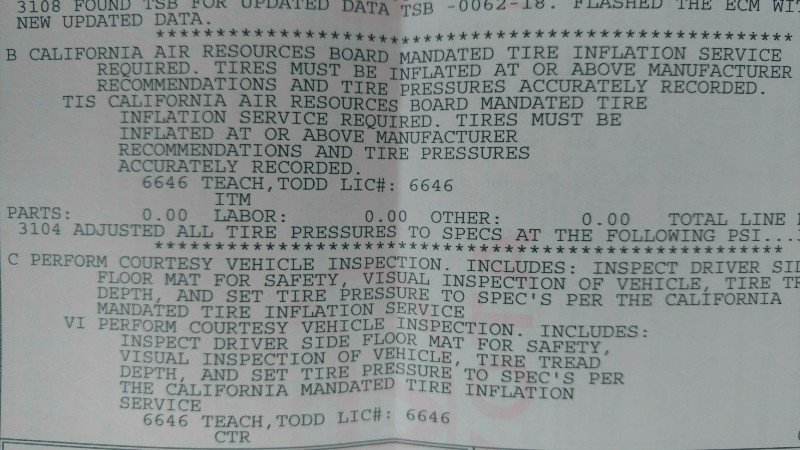 3108 FOUND TSB FOR UPDATED DATA TSB -0062-18. FLASHED THE ECM WIT
NEW UPDATED DATA.
*****************************************************************
B CALIFORNIA AIR RESOURCES BOARD MANDATED TIRE INFLATION SERVICE
REQUIRED. TIRES MUST BE INFLATED AT OR ABOVE MANUFACTURER
RECOMMENDATIONS AND TIRE PRESSURES ACCURATELY RECORDED.
TIS CALIFORNIA AIR RESOURCES BOARD MANDATED TIRE
INFLATION SERVICE REQUIRED. TIRES MUST BE
INFLATED AT OR ABOVE MANUFACTURER
RECOMMENDATIONS AND TIRE PRESSURES
ACCURATELY RECORDED.
6646 TEACH,TODD LIC#: 6646
ITM
PARTS: 0.00 LABOR: 0.00 OTHER: 0.00 TOTAL LINE
3104 ADJUSTED ALL TIRE PRESSURES TO SPECS AT THE FOLLOWING PSI....
*****************************************************************
C PERFORM COURTESY VEHICLE INSPECTION. INCLUDES: INSPECT DRIVER SID
FLOOR MAT FOR SAFETY, VISUAL INSPECTION OF VEHICLE, TIRE TR
DEPTH, AND SET TIRE PRESSURE TO SPEC'S PER THE CALIFORNIA
MANDATED TIRE INFLATION SERVICE
VI PERFORM COURTESY VEHICLE INSPECTION. INCLUDES:
INSPECT DRIVER SIDE FLOOR MAT FOR SAFETY,
VISUAL INSPECTION OF VEHICLE, TIRE TREAD
DEPTH, AND SET TIRE PRESSURE TO SPEC'S PER
THE CALIFORNIA MANDATED TIRE INFLATION
SERVICE
6646 TEACH,TODD LIC#: 6646
CTR